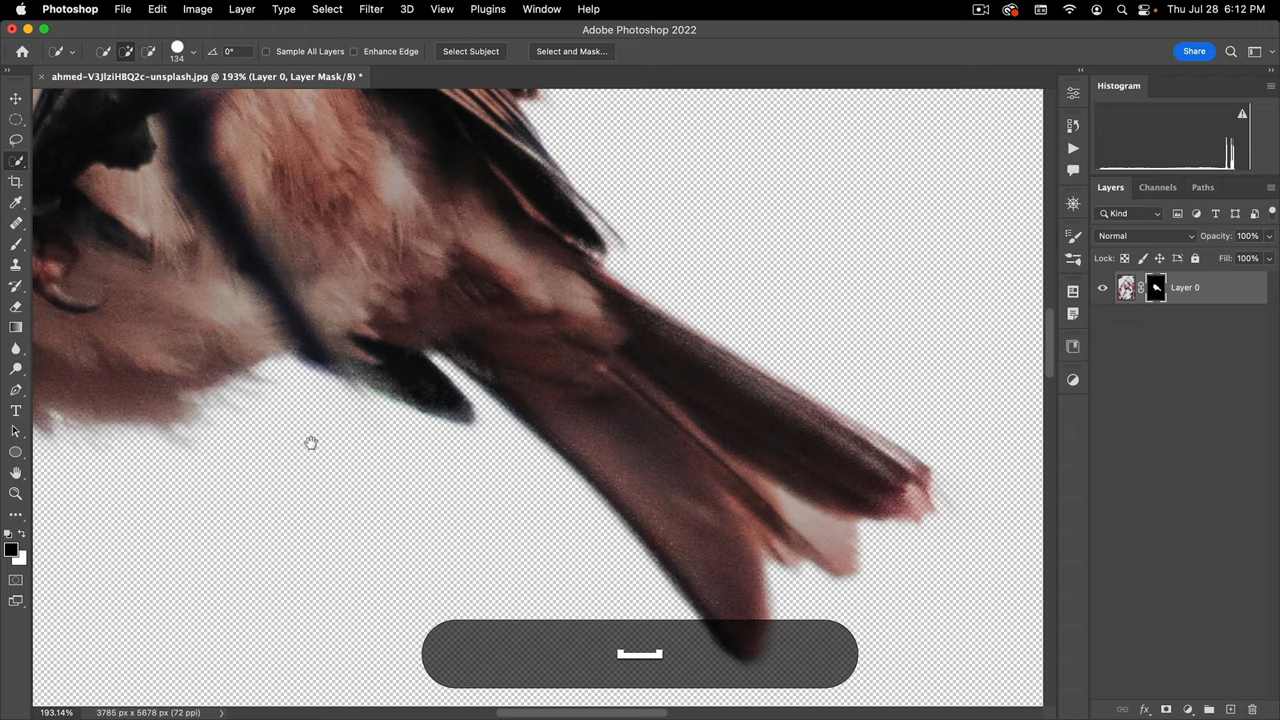 Photoshop File Edit Image Layer Type Select Filter 3D View Plugins Window Help Thu Jul 28 6:12 PM
Adobe Photoshop 2022
134 0° Sample All Layers Enhance Edge Select Subject Select and Mask... Share
ahmed-V3JlziHBQ2c-unsplash.jpg @ 193% (Layer 0, Layer Mask/8) *
Histogram
Layers Channels Paths
Kind
Normal Opacity: 100%
Lock: Fill: 100%
Layer 0
193.14% 3785 px x 5678 px (72 ppi)